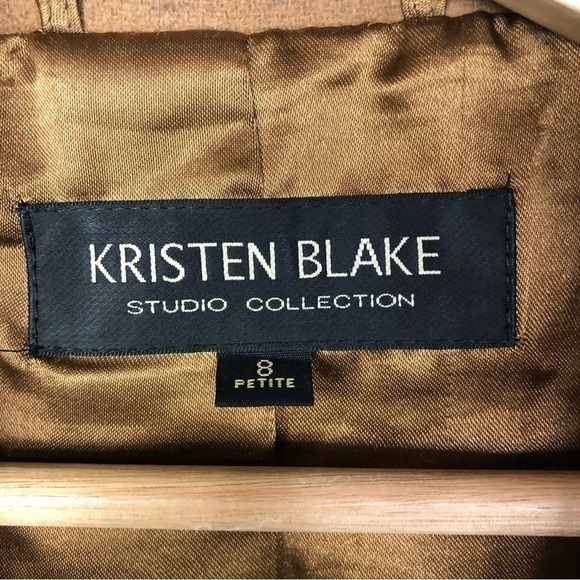 KRISTEN BLAKE
STUDIO COLLECTION
8
PETITE